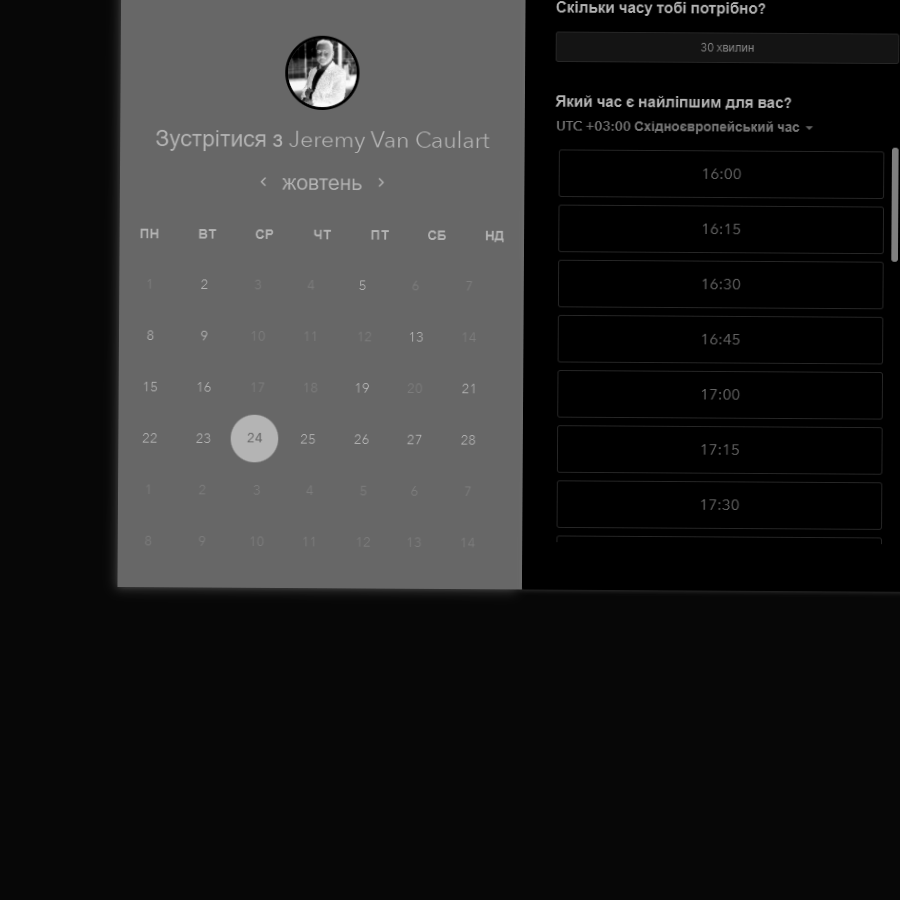 Зустрітися з Jeremy Van Caulart
жовтень
ПН ВТ СР ЧТ ПТ СБ НД
1 2 3 4 5 6 7
8 9 10 11 12 13 14
15 16 17 18 19 20 21
22 23 24 25 26 27 28
1 2 3 4 5 6 7
8 9 10 11 12 13 14
Скільки часу тобі потрібно?
30 хвилин
Який час є найліпшим для вас?
UTC +03:00 Східноєвропейський час
16:00
16:15
16:30
16:45
17:00
17:15
17:30